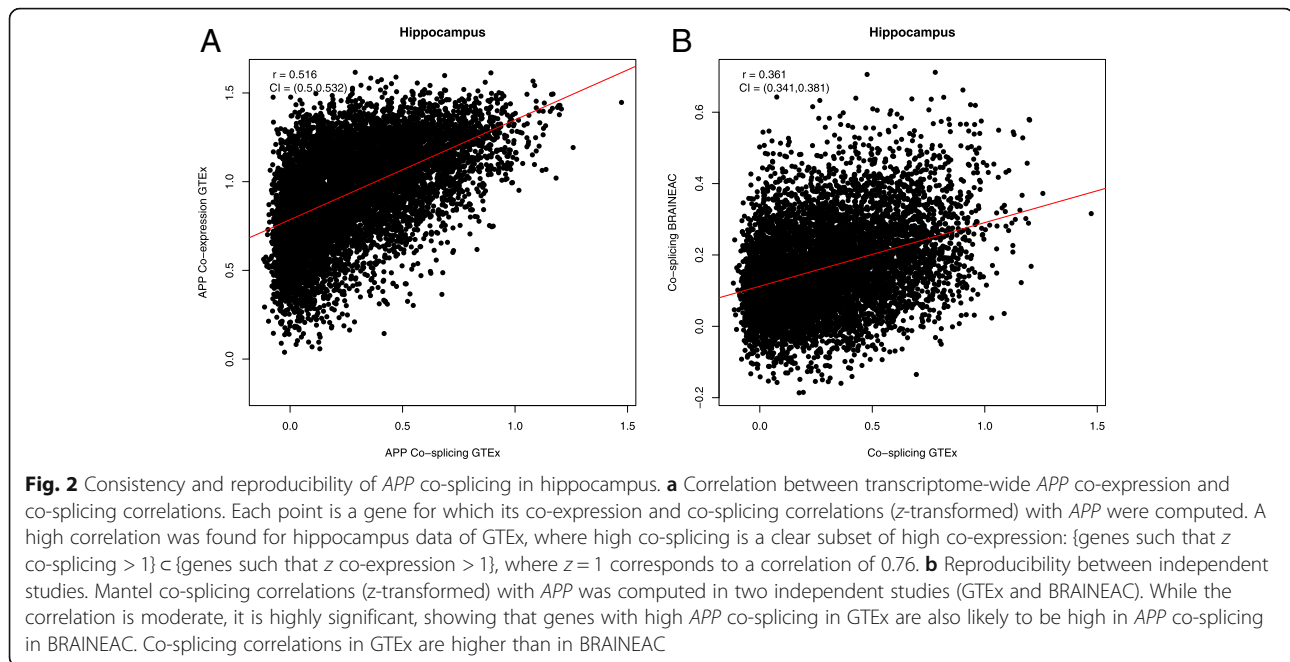 A
Hippocampus
r = 0.516
CI = (0.5,0.532)
APP Co−expression GTEx
1.5
1.0
0.5
0.0
0.0
0.5
1.0
1.5
APP Co−splicing GTEx
B
Hippocampus
r = 0.361
CI = (0.341,0.381)
Co−splicing BRAINEAC
0.6
0.4
0.2
0.0
−0.2
0.0
0.5
1.0
1.5
Co−splicing GTEx
Fig. 2 Consistency and reproducibility of APP co-splicing in hippocampus. a Correlation between transcriptome-wide APP co-expression and
co-splicing correlations. Each point is a gene for which its co-expression and co-splicing correlations (z-transformed) with APP were computed. A
high correlation was found for hippocampus data of GTEx, where high co-splicing is a clear subset of high co-expression: {genes such that z
co-splicing > 1} ⊂ {genes such that z co-expression > 1}, where z = 1 corresponds to a correlation of 0.76. b Reproducibility between independent
studies. Mantel co-splicing correlations (z-transformed) with APP was computed in two independent studies (GTEx and BRAINEAC). While the
correlation is moderate, it is highly significant, showing that genes with high APP co-splicing in GTEx are also likely to be high in APP co-splicing
in BRAINEAC. Co-splicing correlations in GTEx are higher than in BRAINEAC